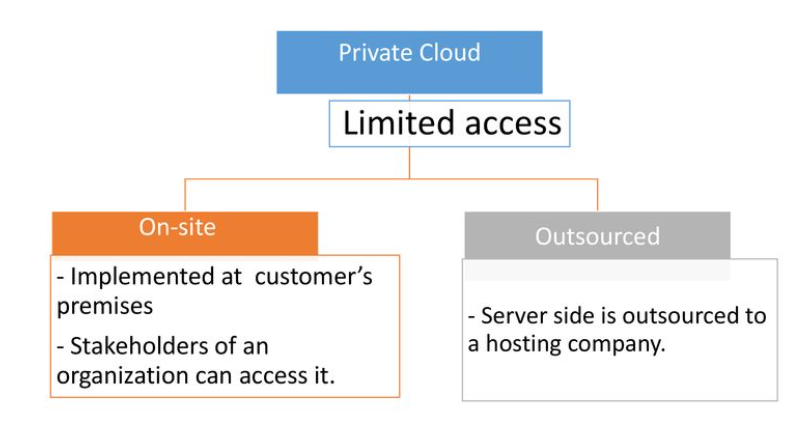 Private Cloud
Limited access
On-site
- Implemented at  customer’s
premises
- Stakeholders of an
organization can access it.
Outsourced
- Server side is outsourced to
a hosting company.